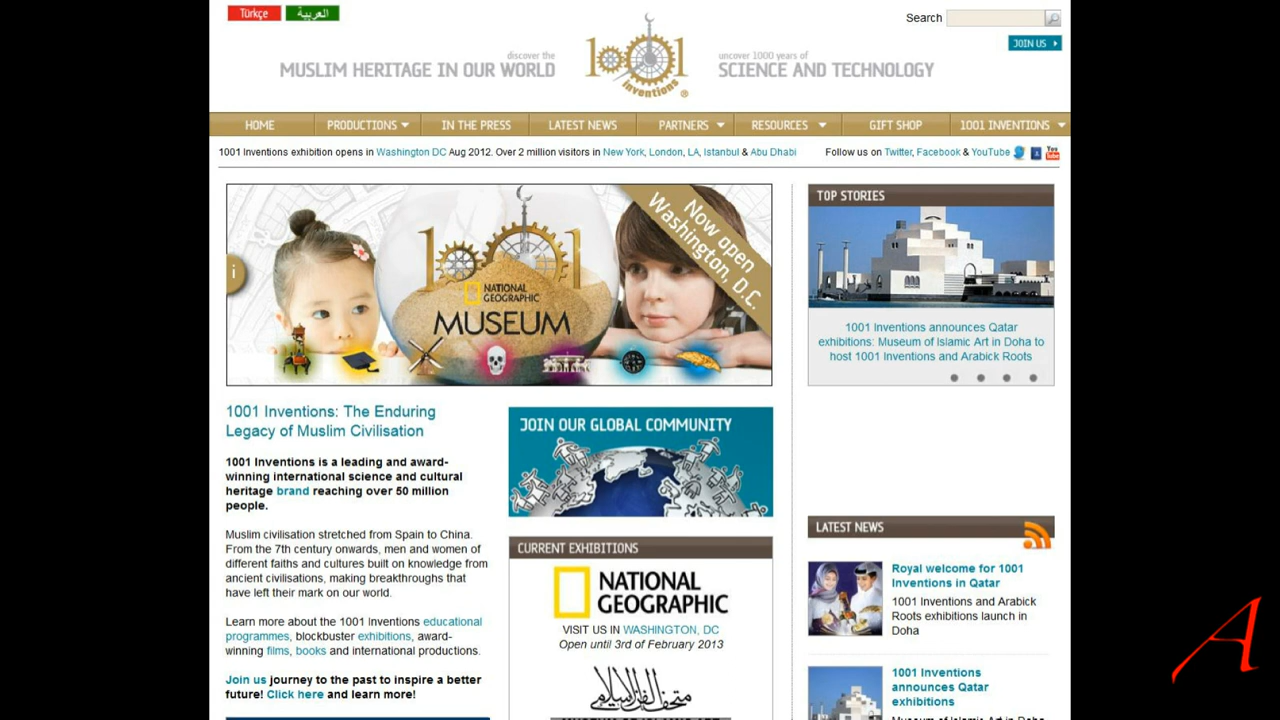 Türkçe
العربية
Search
JOIN US
discover the
MUSLIM HERITAGE IN OUR WORLD
1001
inventions
®
uncover 1000 years of
SCIENCE AND TECHNOLOGY
HOME
PRODUCTIONS
IN THE PRESS
LATEST NEWS
PARTNERS
RESOURCES
GIFT SHOP
1001 INVENTIONS
1001 Inventions exhibition opens in Washington DC Aug 2012. Over 2 million visitors in New York, London, LA, Istanbul & Abu Dhabi
Follow us on Twitter, Facebook & YouTube
You
Tube
i
1001
NATIONAL
GEOGRAPHIC
MUSEUM
Now open
Washington, D.C.
TOP STORIES
1001 Inventions announces Qatar
exhibitions: Museum of Islamic Art in Doha to
host 1001 Inventions and Arabick Roots
1001 Inventions: The Enduring
Legacy of Muslim Civilisation
1001 Inventions is a leading and award-
winning international science and cultural
heritage brand reaching over 50 million
people.
Muslim civilisation stretched from Spain to China.
From the 7th century onwards, men and women of
different faiths and cultures built on knowledge from
ancient civilisations, making breakthroughs that
have left their mark on our world.
Learn more about the 1001 Inventions educational
programmes, blockbuster exhibitions, award-
winning films, books and international productions.
Join us journey to the past to inspire a better
future! Click here and learn more!
JOIN OUR GLOBAL COMMUNITY
CURRENT EXHIBITIONS
NATIONAL
GEOGRAPHIC
VISIT US IN WASHINGTON, DC
Open until 3rd of February 2013
متحف الفن الإسلامي
MUSEUM OF ISLAMIC ART
LATEST NEWS
Royal welcome for 1001
Inventions in Qatar
1001 Inventions and Arabick
Roots exhibitions launch in
Doha
1001 Inventions
announces Qatar
exhibitions
Museum of Islamic Art in
A